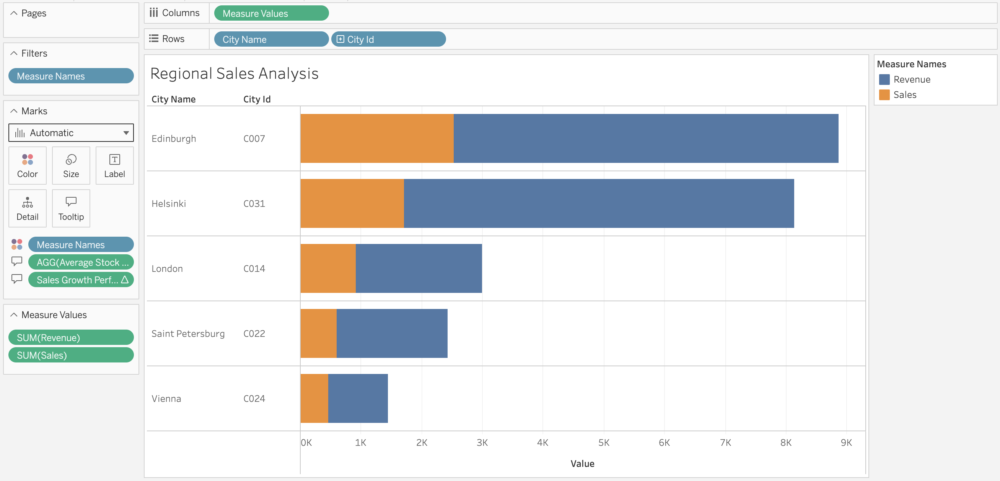 Pages
Filters
Measure Names
Marks
Automatic
Color
Size
Label
Detail
Tooltip
Measure Names
AGG(Average Stock ...
Sales Growth Perf...
Measure Values
SUM(Revenue)
SUM(Sales)
Columns
Measure Values
Rows
City Name
City Id
Regional Sales Analysis
City Name City Id
Edinburgh C007
Helsinki C031
London C014
Saint Petersburg C022
Vienna C024
0K 1K 2K 3K 4K 5K 6K 7K 8K 9K
Value
Measure Names
Revenue
Sales